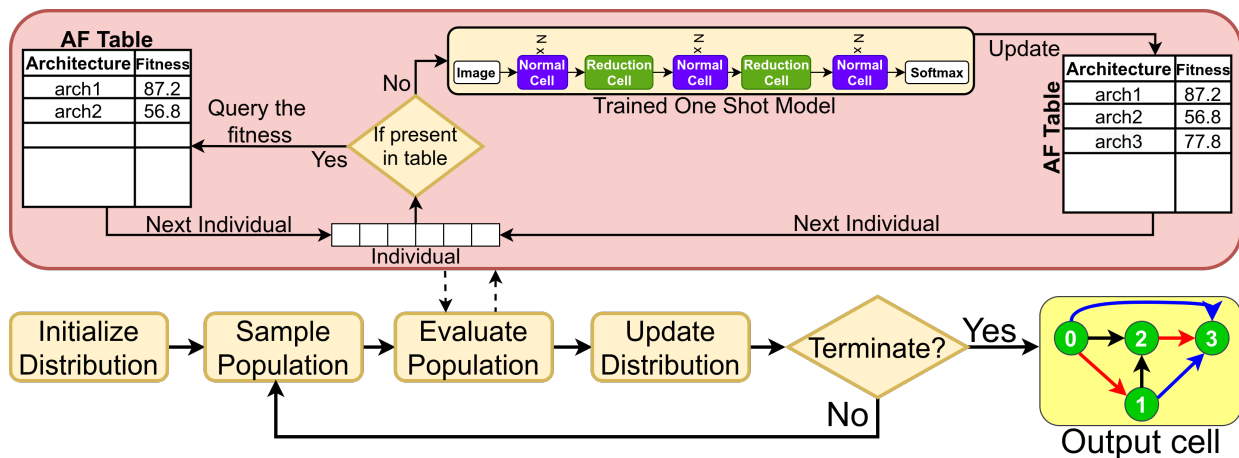 AF Table
Architecture Fitness
arch1 87.2
arch2 56.8
Query the
fitness
Yes
No
If present
in table
N x
N x
N x
Image
Normal
Cell
Reduction
Cell
Normal
Cell
Reduction
Cell
Normal
Cell
Softmax
Trained One Shot Model
Update
AF Table
Architecture Fitness
arch1 87.2
arch2 56.8
arch3 77.8
Next Individual
Next Individual
Individual
Initialize
Distribution
Sample
Population
Evaluate
Population
Update
Distribution
Terminate?
Yes
No
0
2
3
1
Output cell